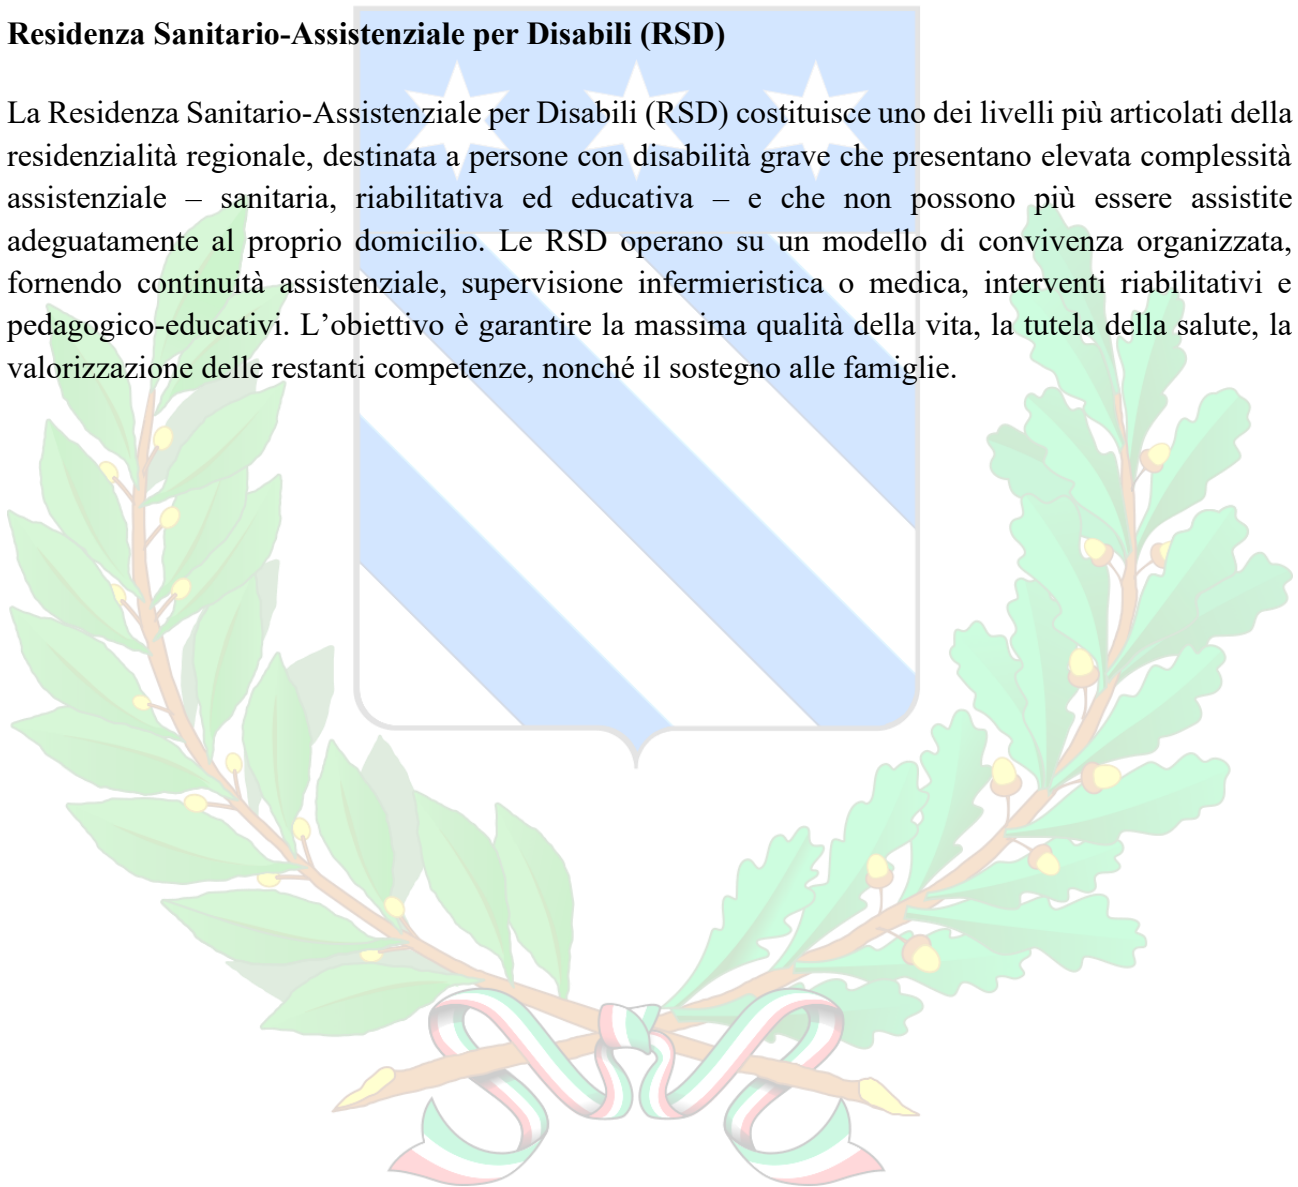 Residenza Sanitario-Assistenziale per Disabili (RSD)
La Residenza Sanitario-Assistenziale per Disabili (RSD) costituisce uno dei livelli più articolati della
residenzialità regionale, destinata a persone con disabilità grave che presentano elevata complessità
assistenziale – sanitaria, riabilitativa ed educativa – e che non possono più essere assistite
adeguatamente al proprio domicilio. Le RSD operano su un modello di convivenza organizzata,
fornendo continuità assistenziale, supervisione infermieristica o medica, interventi riabilitativi e
pedagogico-educativi. L’obiettivo è garantire la massima qualità della vita, la tutela della salute, la
valorizzazione delle restanti competenze, nonché il sostegno alle famiglie.